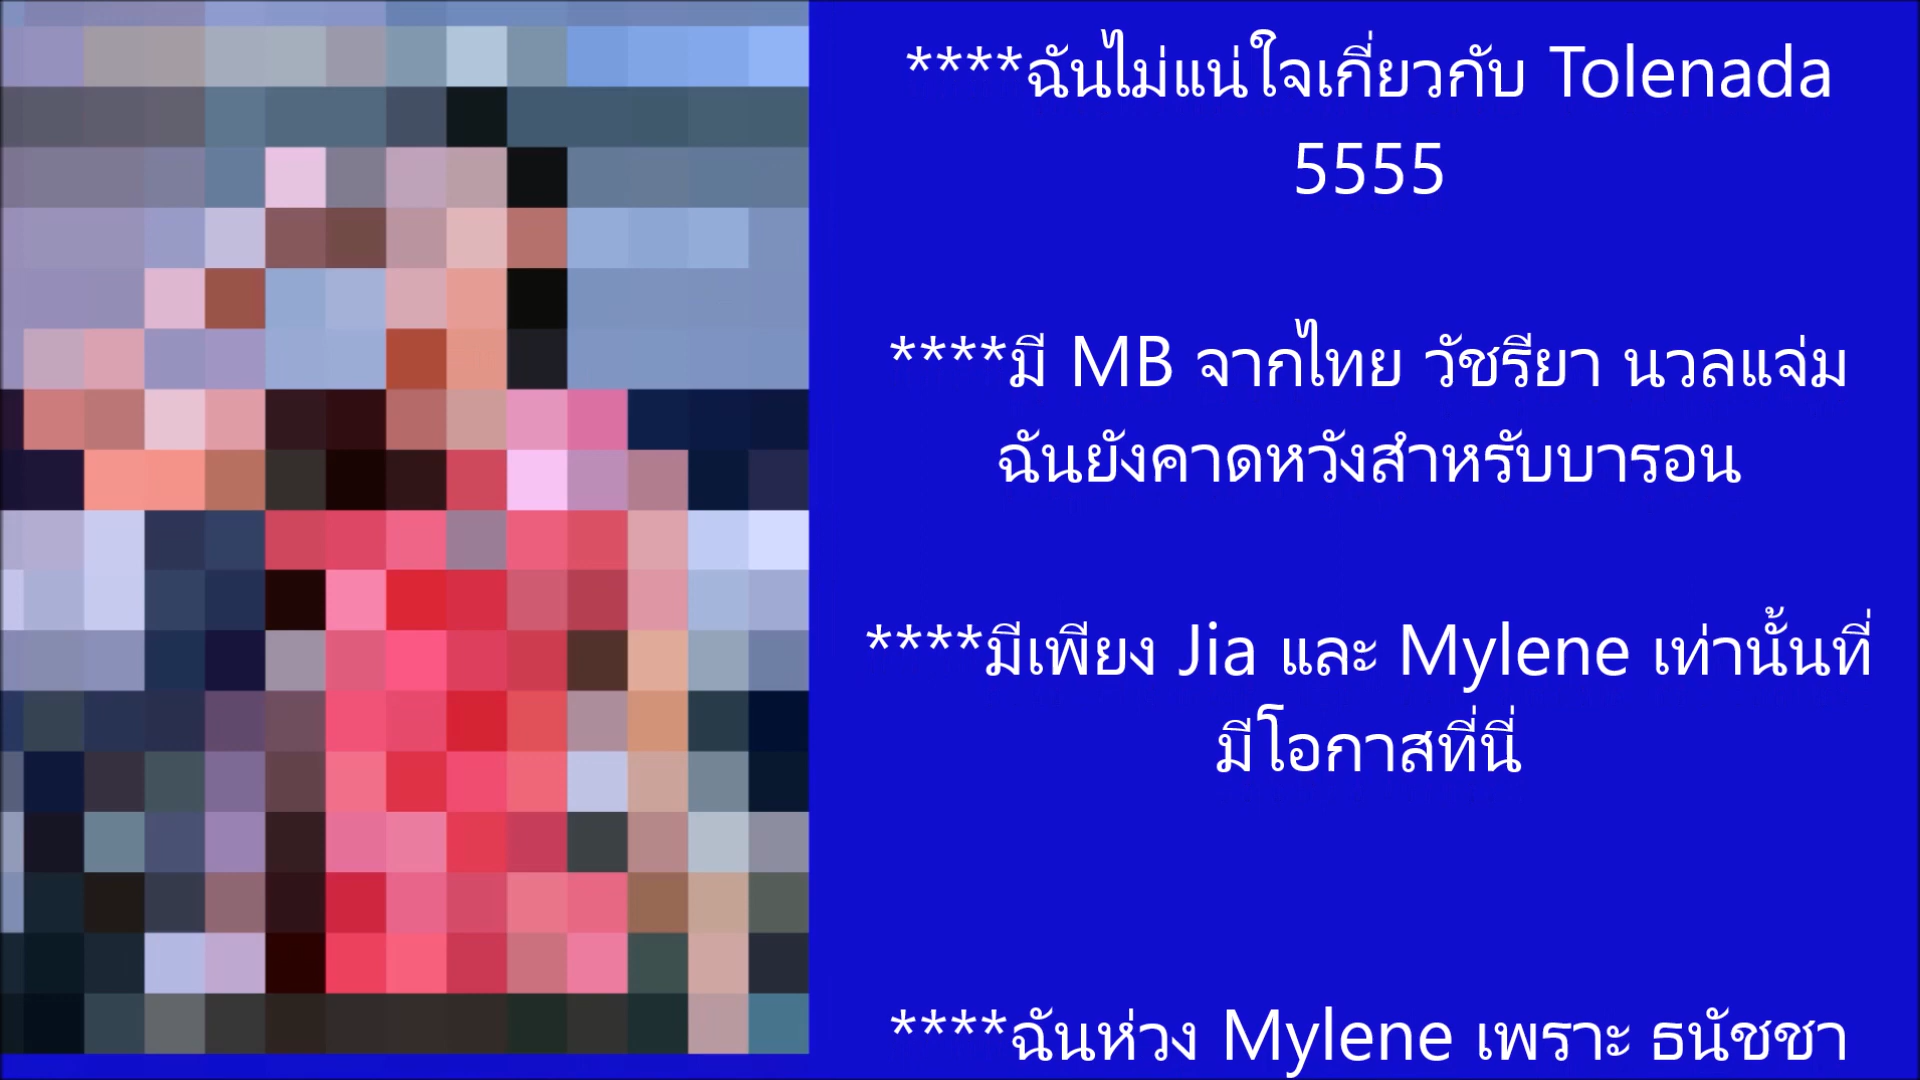 ****ฉันไม่แน่ใจเกี่ยวกับ Tolenada
5555
****มี MB จากไทย วัชรียา นวลแจ่ม
ฉันยังคาดหวังสำหรับบารอน
****มีเพียง Jia และ Mylene เท่านั้นที่
มีโอกาสที่นี่
****ฉันห่วง Mylene เพราะ ธนัชชา